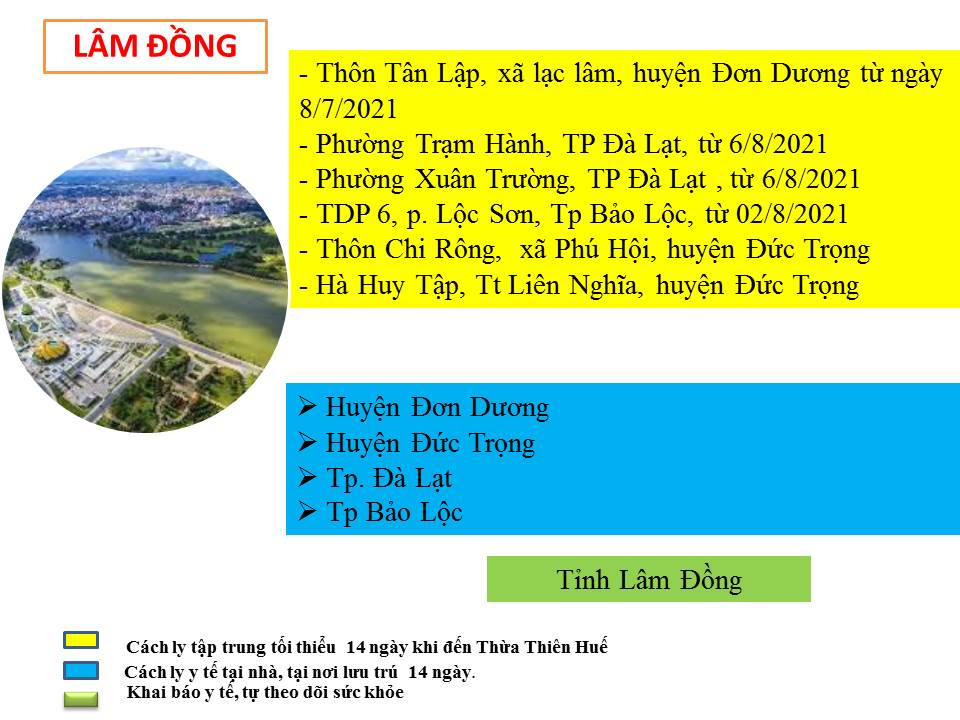 LÂM ĐỒNG
- Thôn Tân Lập, xã lạc lâm, huyện Đơn Dương từ ngày
8/7/2021
- Phường Trạm Hành, TP Đà Lạt, từ 6/8/2021
- Phường Xuân Trường, TP Đà Lạt , từ 6/8/2021
- TDP 6, p. Lộc Sơn, Tp Bảo Lộc, từ 02/8/2021
- Thôn Chi Rông, xã Phú Hội, huyện Đức Trọng
- Hà Huy Tập, Tt Liên Nghĩa, huyện Đức Trọng
➢ Huyện Đơn Dương
➢ Huyện Đức Trọng
➢ Tp. Đà Lạt
➢ Tp Bảo Lộc
Tỉnh Lâm Đồng
Cách ly tập trung tối thiểu 14 ngày khi đến Thừa Thiên Huế
Cách ly y tế tại nhà, tại nơi lưu trú 14 ngày.
Khai báo y tế, tự theo dõi sức khỏe